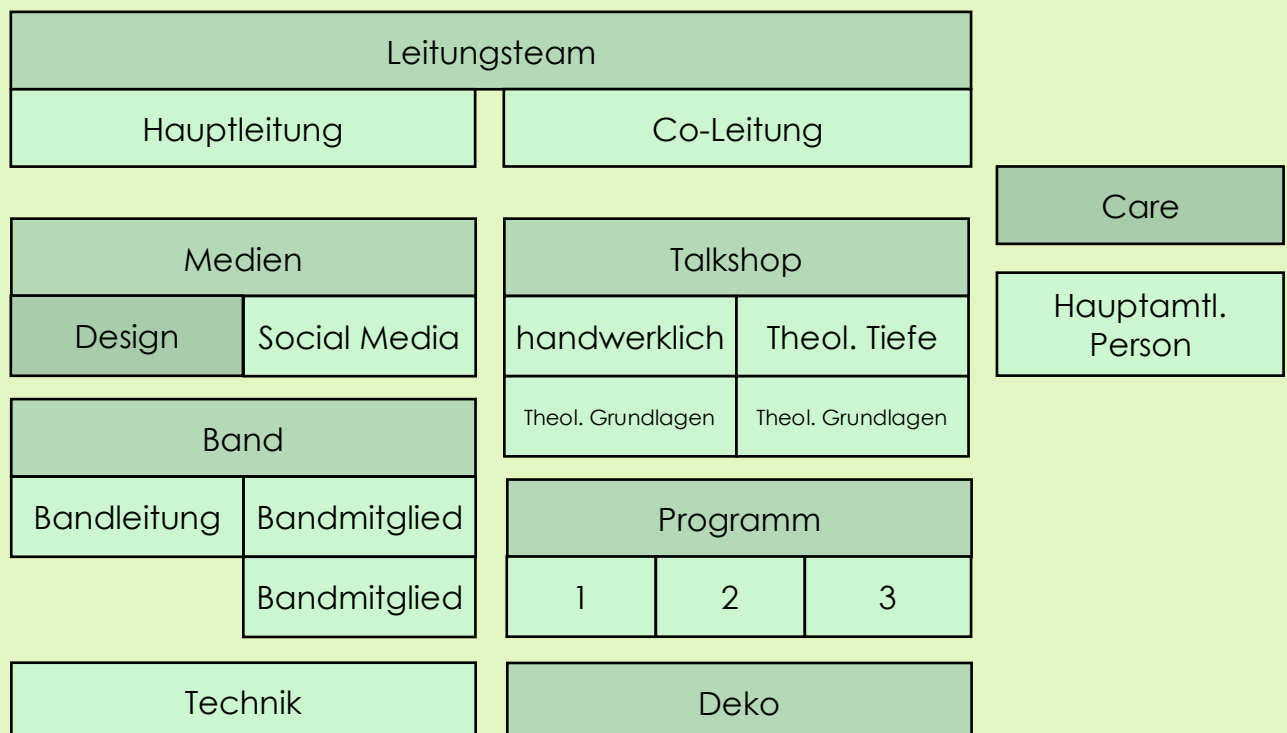 Leitungsteam
Hauptleitung
Co-Leitung
Care
Hauptamtl.
Person
Medien
Design
Social Media
Talkshop
handwerklich
Theol. Tiefe
Theol. Grundlagen
Theol. Grundlagen
Band
Bandleitung
Bandmitglied
Bandmitglied
Programm
1
2
3
Technik
Deko